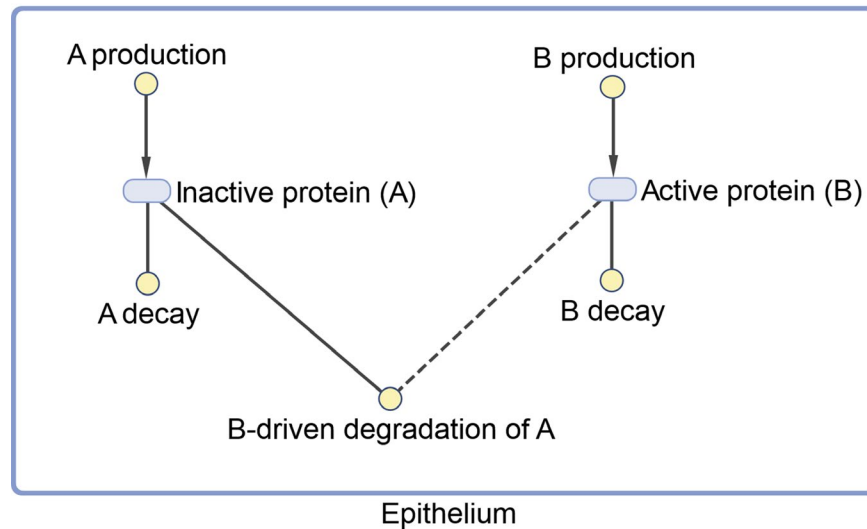 A production
B production
Inactive protein (A)
Active protein (B)
A decay
B decay
B-driven degradation of A
Epithelium